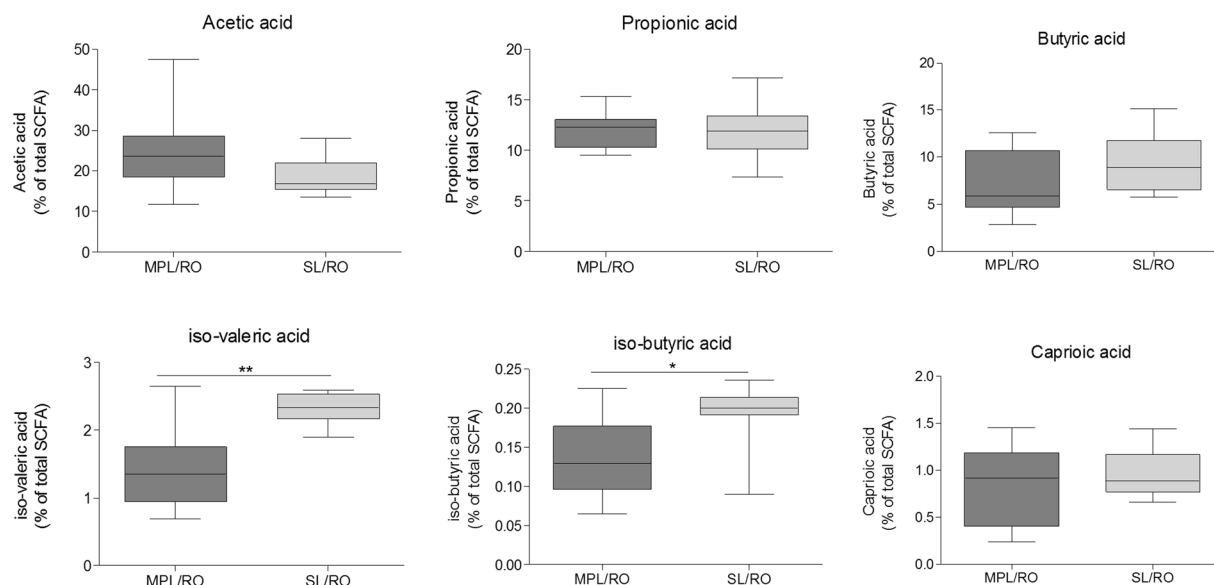 Acetic acid
Acetic acid
(% of total SCFA)
50
40
30
20
10
0
MPL/RO
SL/RO
Propionic acid
Propionic acid
(% of total SCFA)
20
15
10
5
0
MPL/RO
SL/RO
Butyric acid
Butyric acid
(% of total SCFA)
20
15
10
5
0
MPL/RO
SL/RO
iso-valeric acid
iso-valeric acid
(% of total SCFA)
3
2
1
0
**
MPL/RO
SL/RO
iso-butyric acid
iso-butyric acid
(% of total SCFA)
0.25
0.20
0.15
0.10
0.05
0.00
*
MPL/RO
SL/RO
Caprioic acid
Caprioic acid
(% of total SCFA)
2.0
1.5
1.0
0.5
0.0
MPL/RO
SL/RO